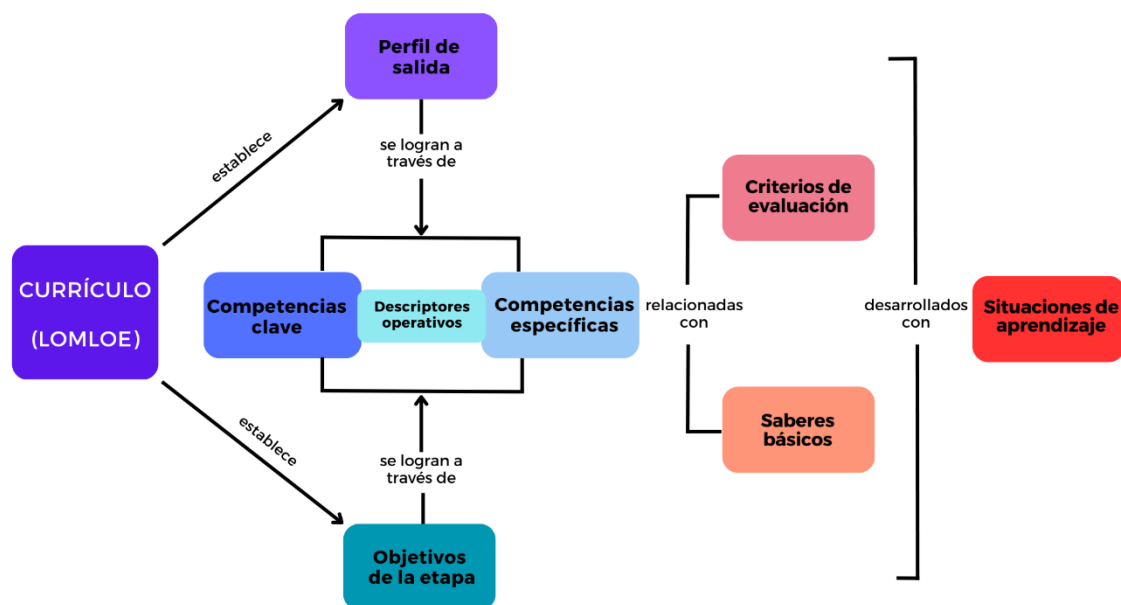 Perfil de
salida
establece
se logran a
través de
CURRÍCULO
(LOMLOE)
Competencias
clave
Descriptores
operativos
Competencias
específicas
relacionadas
con
Criterios de
evaluación
Saberes
básicos
desarrollados
con
Situaciones de
aprendizaje
establece
se logran a
través de
Objetivos
de la etapa